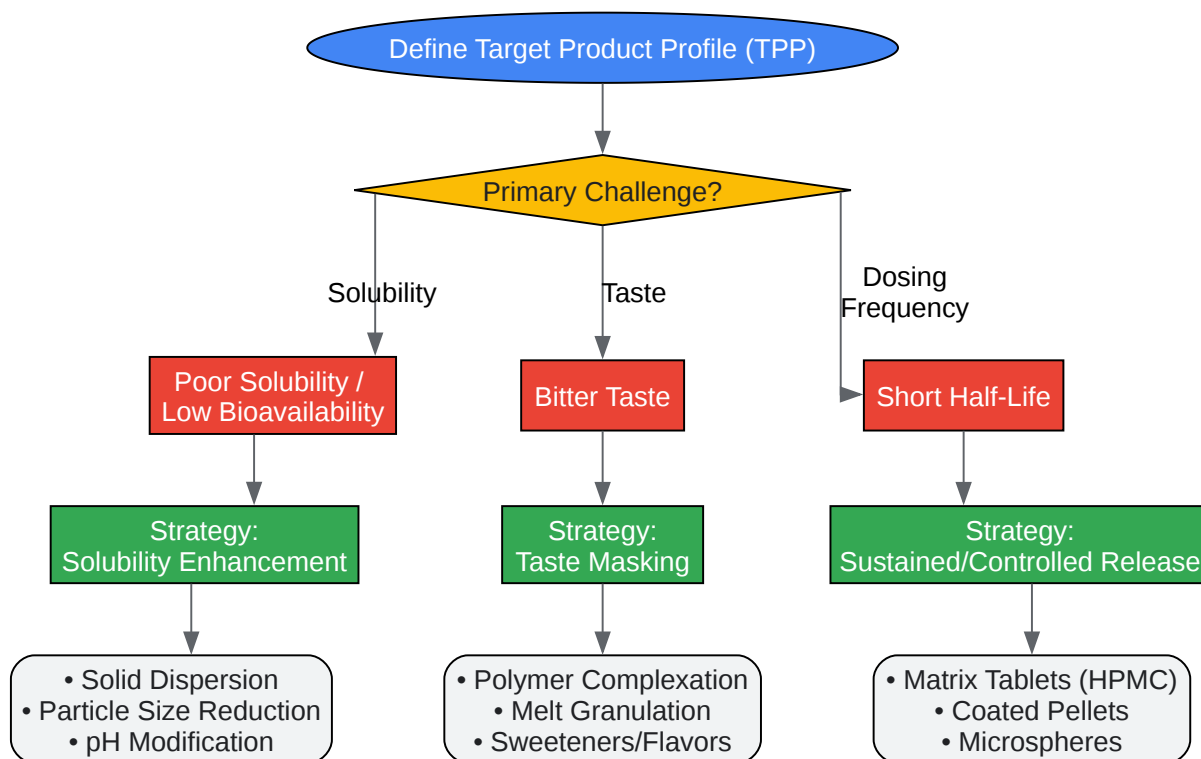 Define Target Product Profile (TPP)
Primary Challenge?
Solubility
Taste
Dosing
Frequency
Poor Solubility /
Low Bioavailability
Bitter Taste
Short Half-Life
Strategy:
Solubility Enhancement
Strategy:
Taste Masking
Strategy:
Sustained/Controlled Release
• Solid Dispersion
• Particle Size Reduction
• pH Modification
• Polymer Complexation
• Melt Granulation
• Sweeteners/Flavors
• Matrix Tablets (HPMC)
• Coated Pellets
• Microspheres